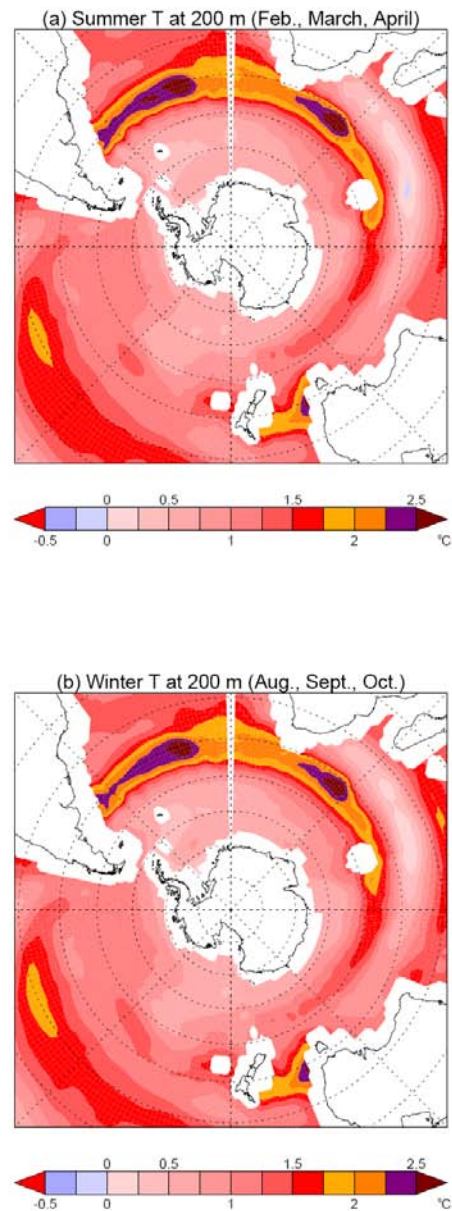 (a) Summer T at 200 m (Feb., March, April)
0 0.5 1.5 2.5
-0.5 0 1 2 °C
(b) Winter T at 200 m (Aug., Sept., Oct.)
0 0.5 1.5 2.5
-0.5 0 1 2 °C